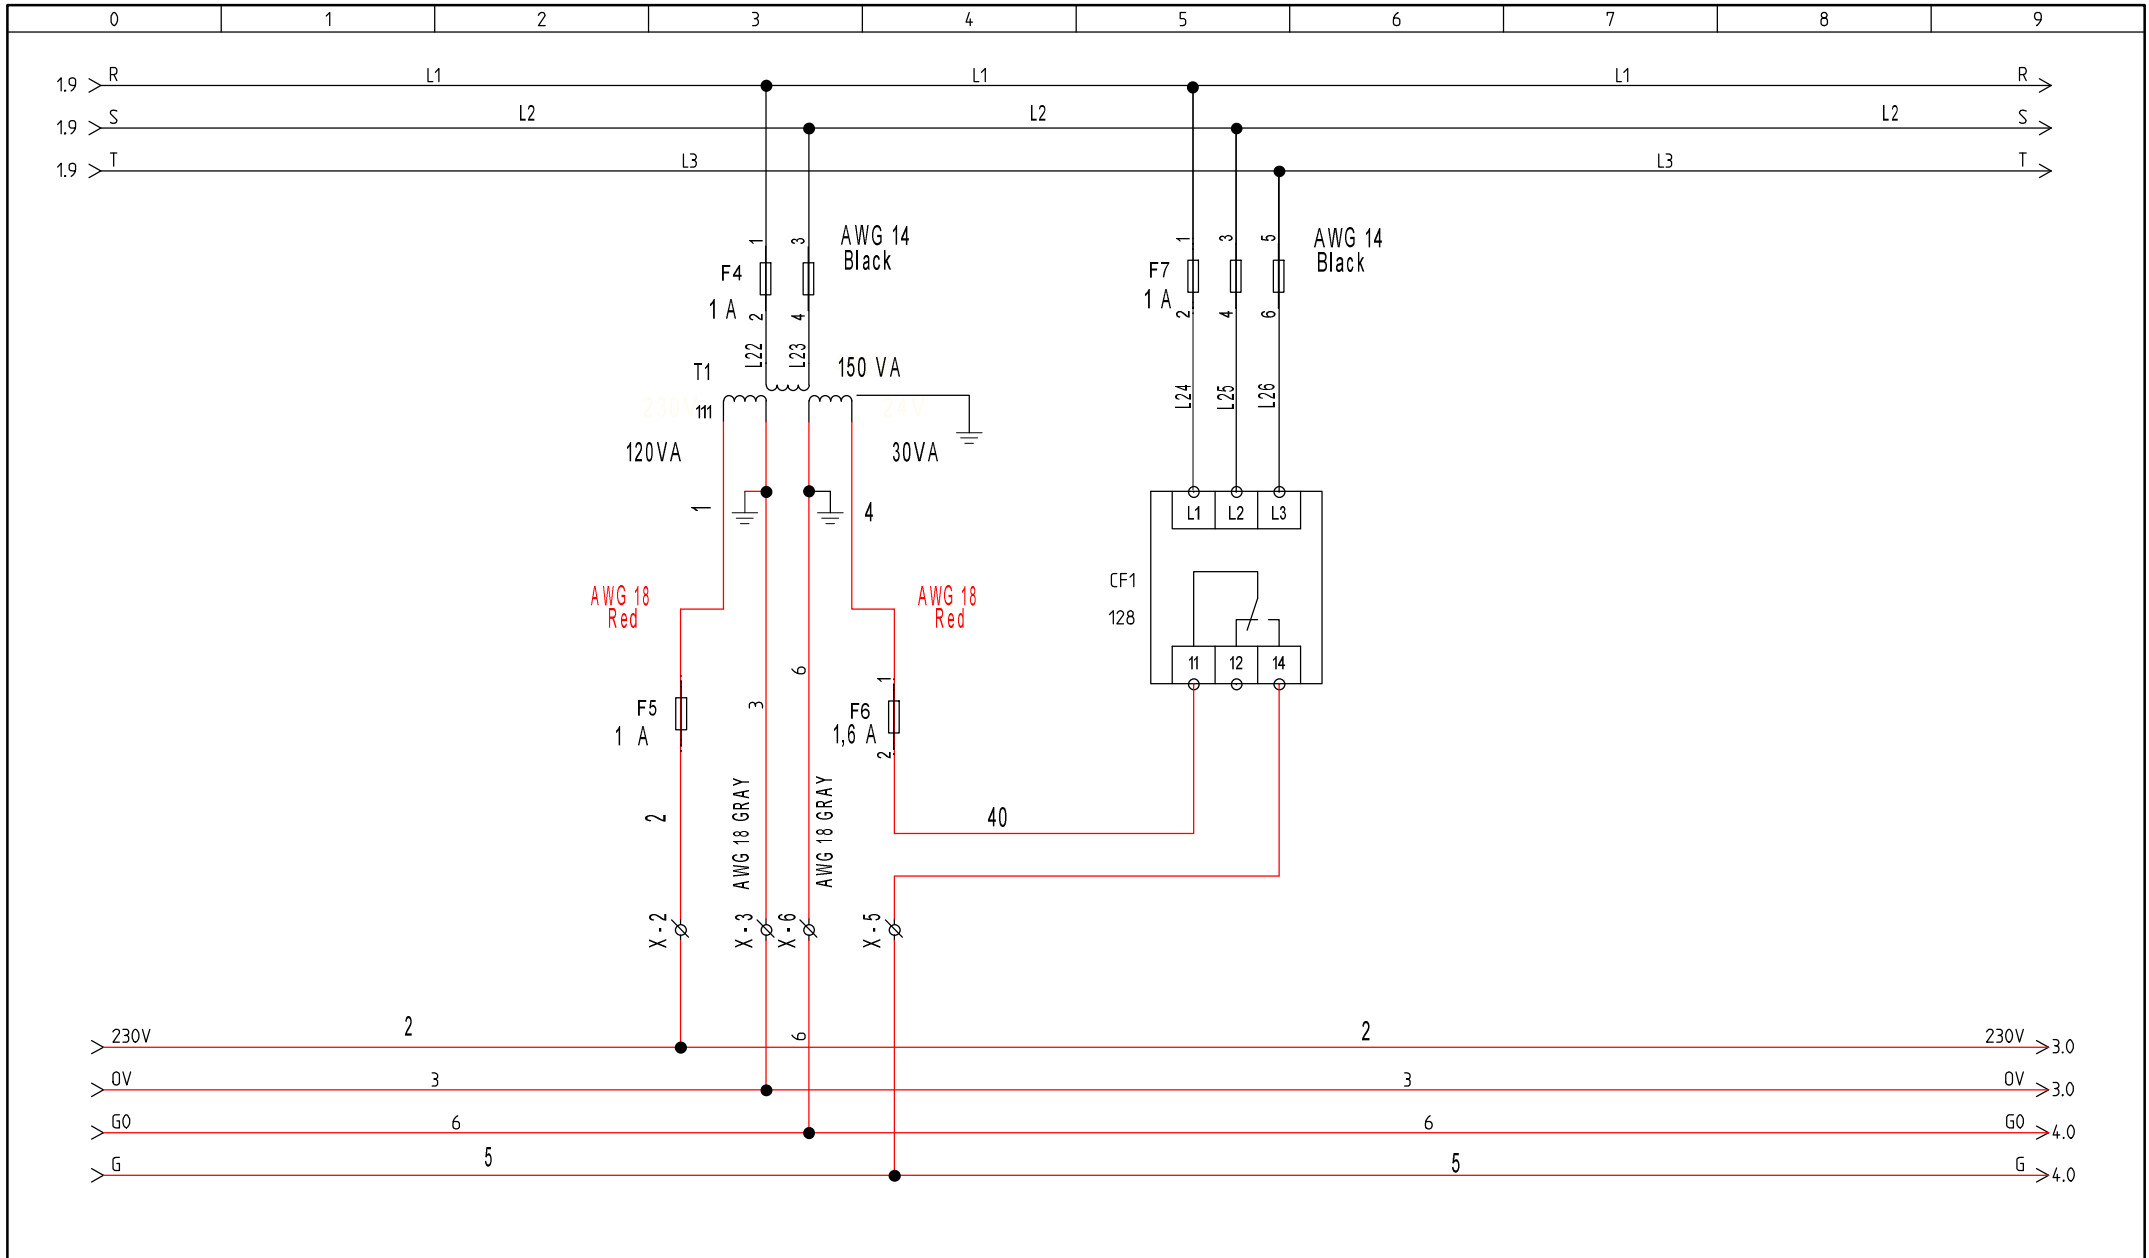 0 1 2 3 4 5 6 7 8 9
1.9 R L1 L1 L1 R
1.9 S L2 L2 L2 S
1.9 T L3 L3 T
1 3 AWG 14
Black
F4
1 A
2 4
L22 L23
1 3 5 AWG 14
Black
F7
1 A
2 4 6
L24 L25 L26
T1 150 VA
230V 111 24V
120VA 30VA
1 4
L1 L2 L3
CF1
128
11 12 14
AWG 18
Red
AWG 18
Red
6
1
F5
1 A
3
F6
1,6 A
2
2
AWG 18 GRAY
AWG 18 GRAY
40
X - 2 X - 3 X - 6 X - 5
6
230V 2 2 230V 3.0
0V 3 3 0V 3.0
G0 6 6 G0 4.0
G 5 5 G 4.0